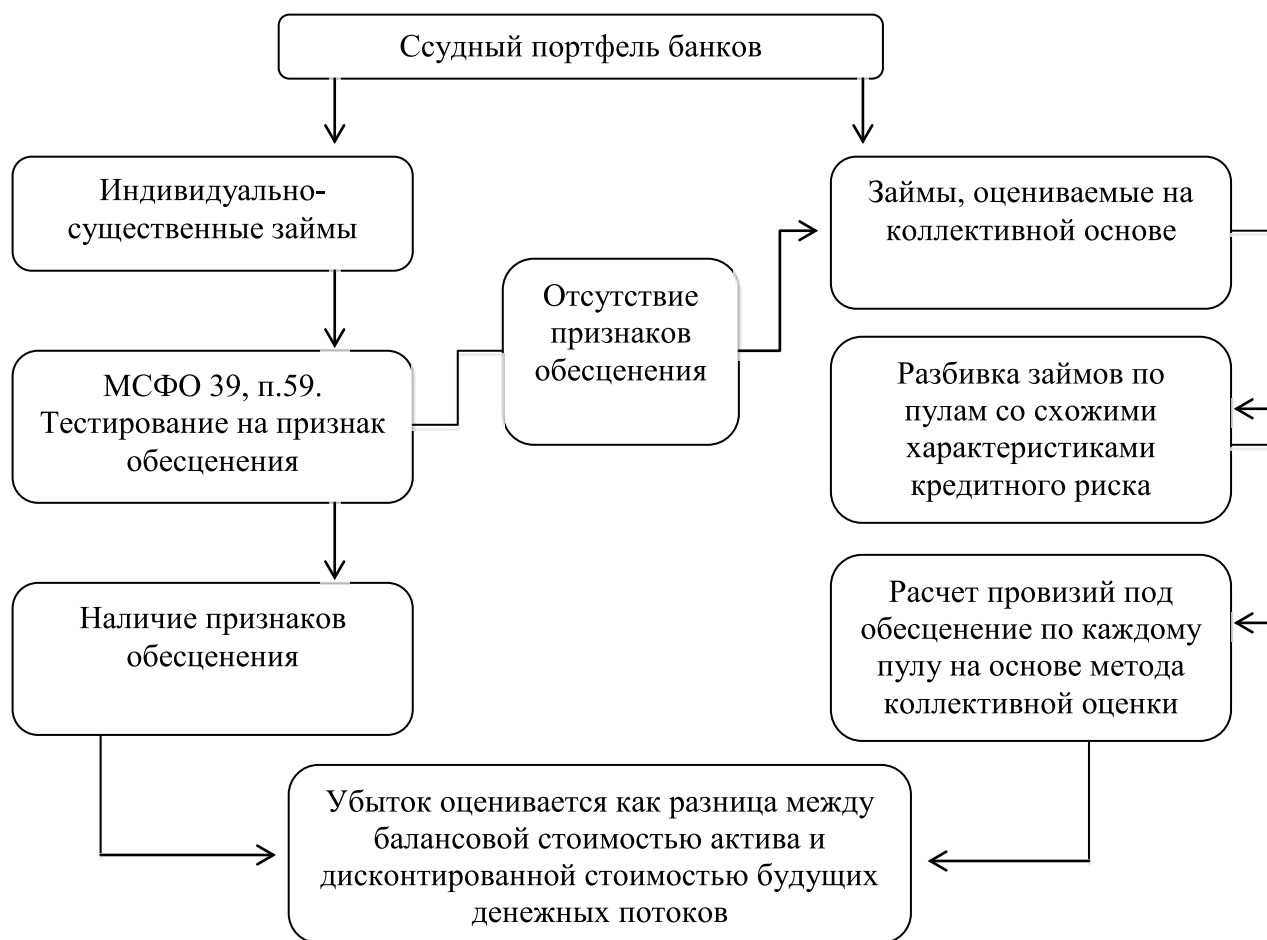 Ссудный портфель банков
Индивидуально-
существенные займы
Займы, оцениваемые на
коллективной основе
Отсутствие
признаков
обесценения
МСФО 39, п.59.
Тестирование на признак
обесценения
Разбивка займов по
пулам со схожими
характеристиками
кредитного риска
Наличие признаков
обесценения
Расчет провизий под
обесценение по каждому
пулу на основе метода
коллективной оценки
Убыток оценивается как разница между
балансовой стоимостью актива и
дисконтированной стоимостью будущих
денежных потоков